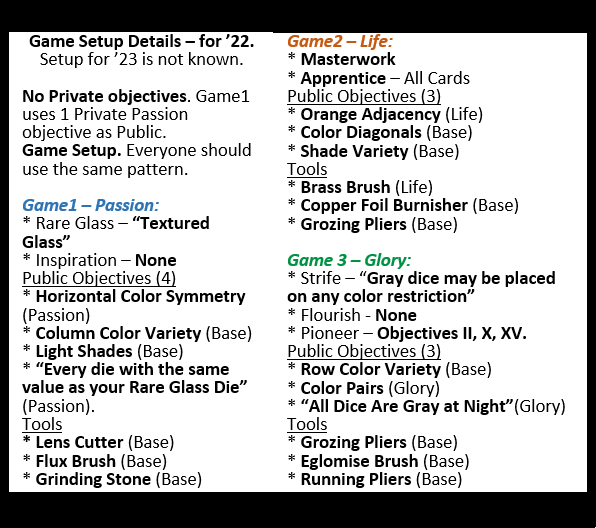 Game Setup Details – for ’22.
Setup for ’23 is not known.
No Private objectives. Game1
uses 1 Private Passion
objective as Public.
Game Setup. Everyone should
use the same pattern.
Game1 – Passion:
* Rare Glass – “Textured
Glass”
* Inspiration – None
Public Objectives (4)
* Horizontal Color Symmetry
(Passion)
* Column Color Variety (Base)
* Light Shades (Base)
* “Every die with the same
value as your Rare Glass Die”
(Passion).
Tools
* Lens Cutter (Base)
* Flux Brush (Base)
* Grinding Stone (Base)
Game2 – Life:
* Masterwork
* Apprentice – All Cards
Public Objectives (3)
* Orange Adjacency (Life)
* Color Diagonals (Base)
* Shade Variety (Base)
Tools
* Brass Brush (Life)
* Copper Foil Burnisher (Base)
* Grozing Pliers (Base)
Game 3 – Glory:
* Strife – “Gray dice may be placed
on any color restriction”
* Flourish - None
* Pioneer – Objectives II, X, XV.
Public Objectives (3)
* Row Color Variety (Base)
* Color Pairs (Glory)
* “All Dice Are Gray at Night”(Glory)
Tools
* Grozing Pliers (Base)
* Eglomise Brush (Base)
* Running Pliers (Base)